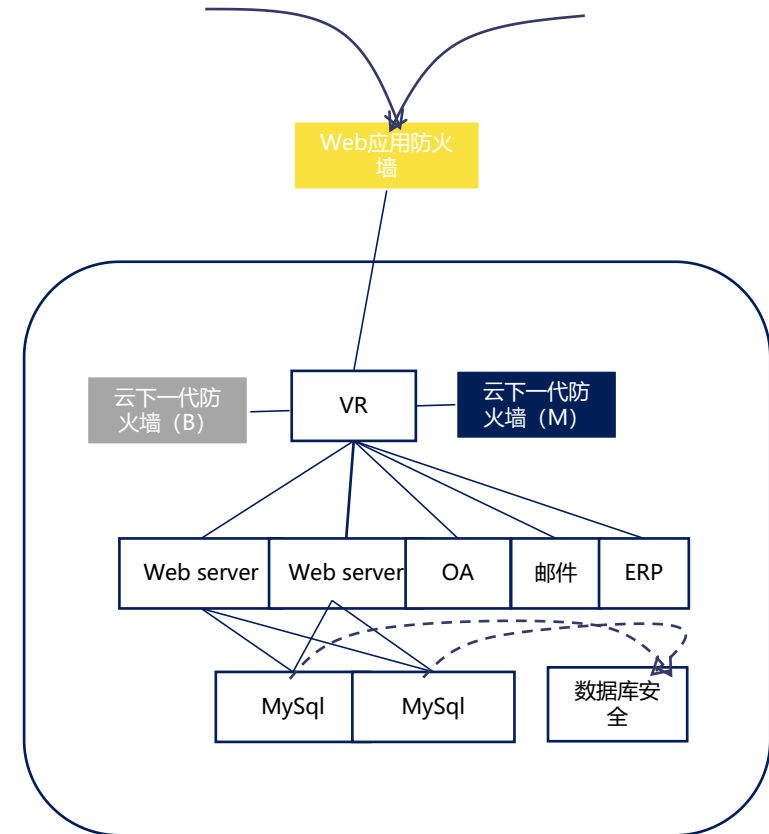 Web应用防火
墙
云下一代防
火墙（B）
VR
云下一代防
火墙（M）
Web server
Web server
OA
邮件
ERP
MySql
MySql
数据库安
全